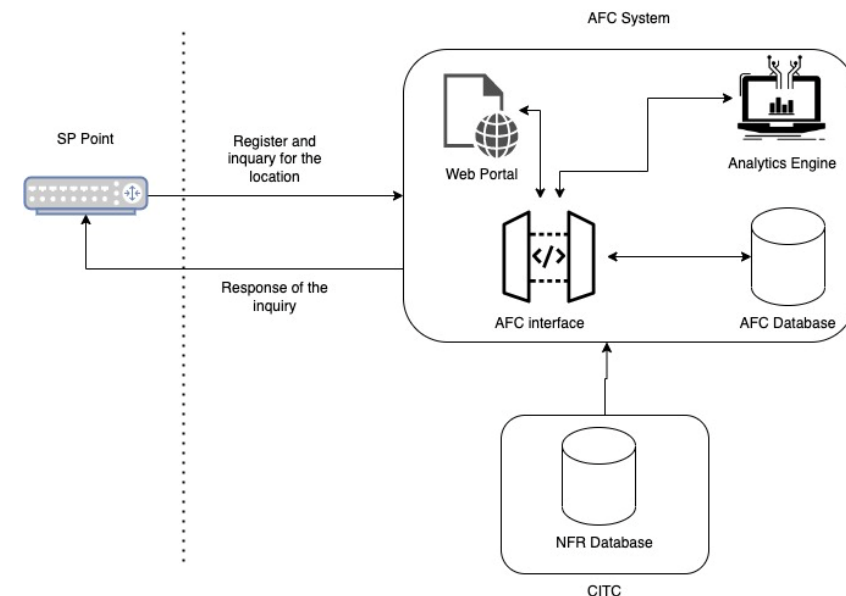 AFC System
SP Point
Register and
inquary for the
location
Web Portal
Analytics Engine
</>
Response of the
inquiry
AFC interface
AFC Database
NFR Database
CITC